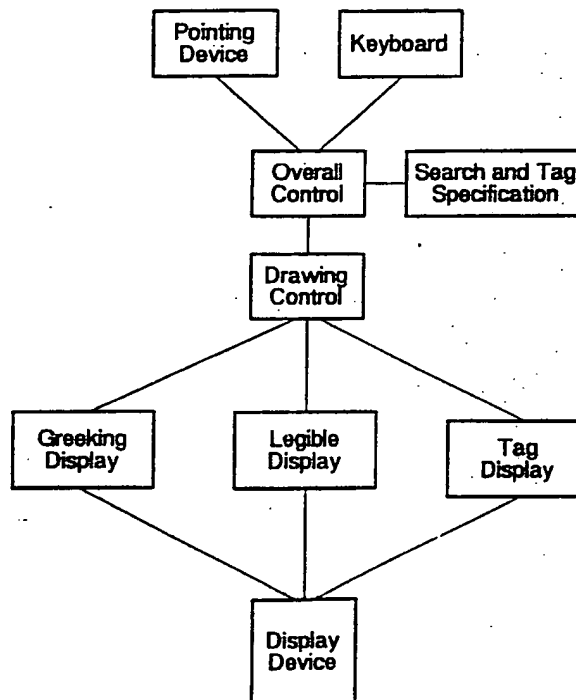 Pointing
Device
Keyboard
Overall
Control
Search and Tag
Specification
Drawing
Control
Greeking
Display
Legible
Display
Tag
Display
Display
Device